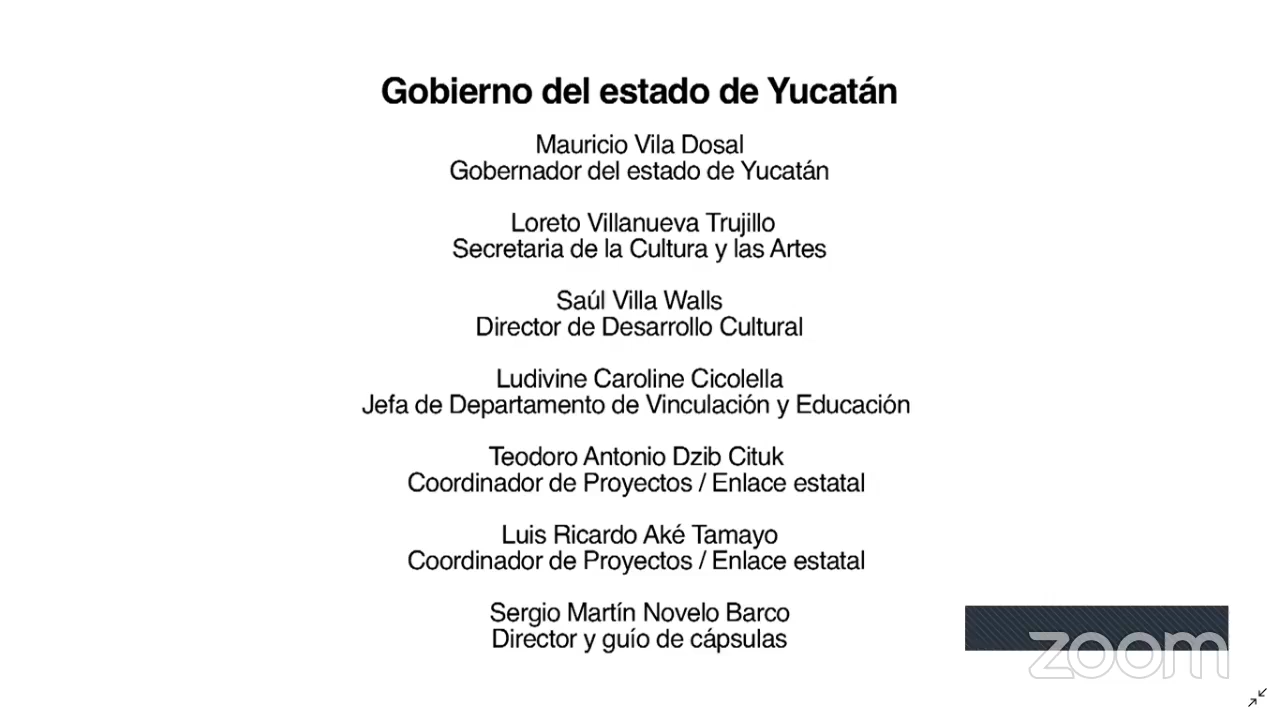 Gobierno del estado de Yucatán
Mauricio Vila Dosal
Gobernador del estado de Yucatán
Loreto Villanueva Trujillo
Secretaria de la Cultura y las Artes
Saúl Villa Walls
Director de Desarrollo Cultural
Ludivine Caroline Cicolella
Jefa de Departamento de Vinculación y Educación
Teodoro Antonio Dzib Cituk
Coordinador de Proyectos / Enlace estatal
Luis Ricardo Aké Tamayo
Coordinador de Proyectos / Enlace estatal
Sergio Martín Novelo Barco
Director y guío de cápsulas
zoom